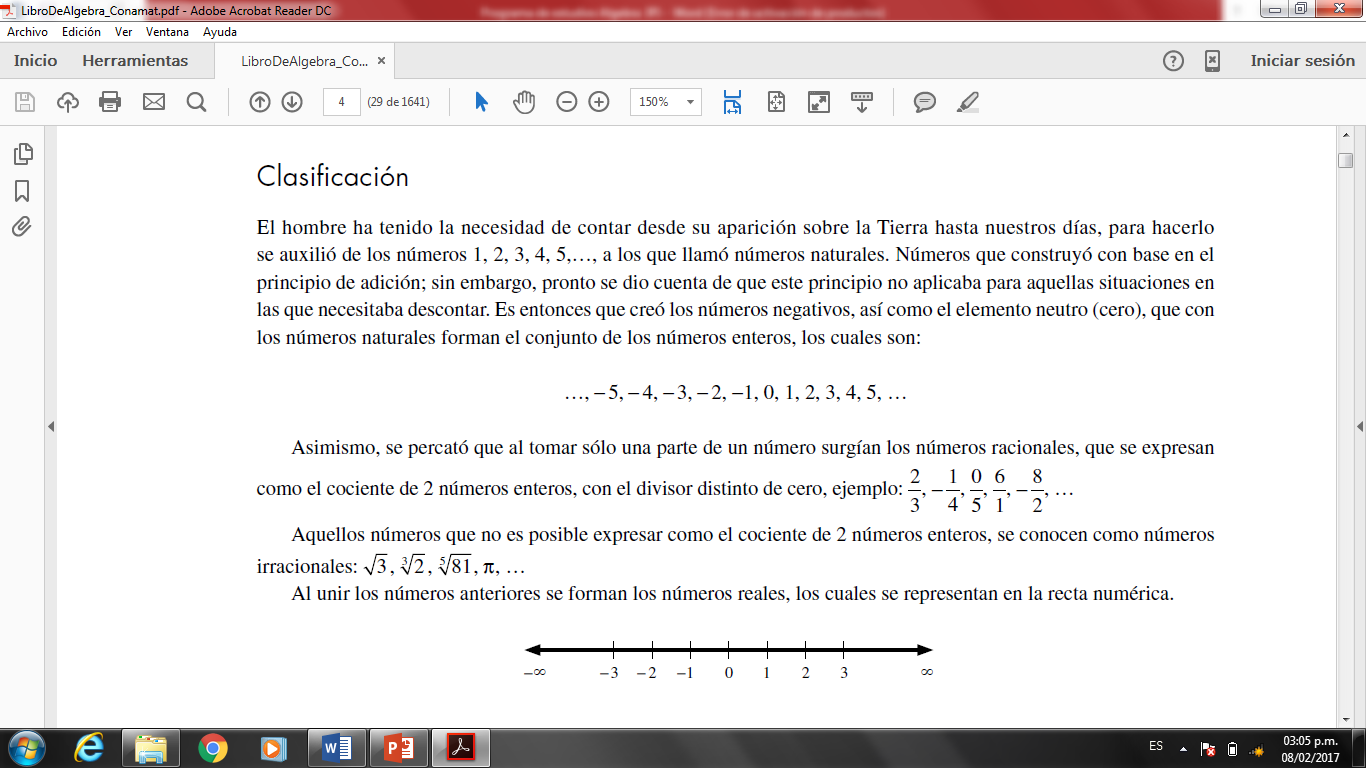 LibroDeAlgebra_Conamat.pdf - Adobe Acrobat Reader DC
Archivo Edición Ver Ventana Ayuda
Inicio Herramientas LibroDeAlgebra_Co... × Iniciar sesión
4 (29 de 1641) 150%
Clasificación
El hombre ha tenido la necesidad de contar desde su aparición sobre la Tierra hasta nuestros días, para hacerlo
se auxilió de los números 1, 2, 3, 4, 5,…, a los que llamó números naturales. Números que construyó con base en el
principio de adición; sin embargo, pronto se dio cuenta de que este principio no aplicaba para aquellas situaciones en
las que necesitaba descontar. Es entonces que creó los números negativos, así como el elemento neutro (cero), que con
los números naturales forman el conjunto de los números enteros, los cuales son:
…, −5, −4, −3, −2, −1, 0, 1, 2, 3, 4, 5, …
Asimismo, se percató que al tomar sólo una parte de un número surgían los números racionales, que se expresan
como el cociente de 2 números enteros, con el divisor distinto de cero, ejemplo: 2/3, −1/4, 0/5, 6/1, −8/2, …
Aquellos números que no es posible expresar como el cociente de 2 números enteros, se conocen como números
irracionales: √3, ∛2, ⁵√81, π, …
Al unir los números anteriores se forman los números reales, los cuales se representan en la recta numérica.
−∞ −3 −2 −1 0 1 2 3 ∞
ES 03:05 p.m.
08/02/2017